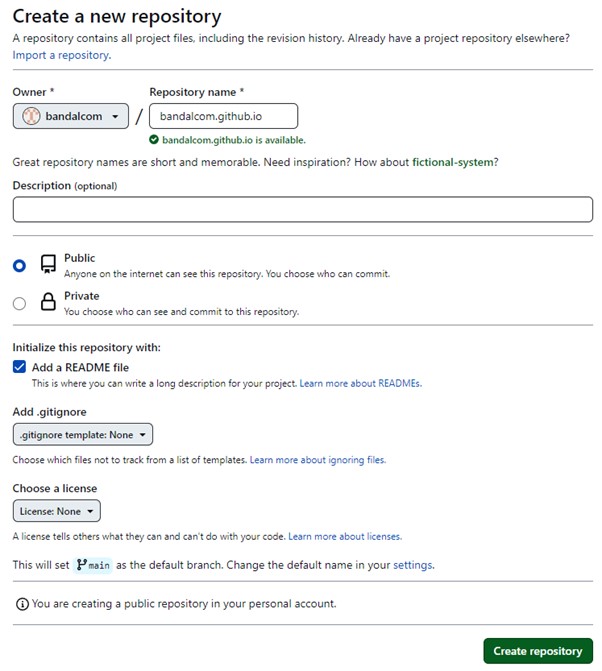 Create a new repository
A repository contains all project files, including the revision history. Already have a project repository elsewhere?
Import a repository.
Owner * Repository name *
bandalcom / bandalcom.github.io
bandalcom.github.io is available.
Great repository names are short and memorable. Need inspiration? How about fictional-system?
Description (optional)
Public
Anyone on the internet can see this repository. You choose who can commit.
Private
You choose who can see and commit to this repository.
Initialize this repository with:
Add a README file
This is where you can write a long description for your project. Learn more about READMEs.
Add .gitignore
.gitignore template: None
Choose which files not to track from a list of templates. Learn more about ignoring files.
Choose a license
License: None
A license tells others what they can and can't do with your code. Learn more about licenses.
This will set main as the default branch. Change the default name in your settings.
You are creating a public repository in your personal account.
Create repository